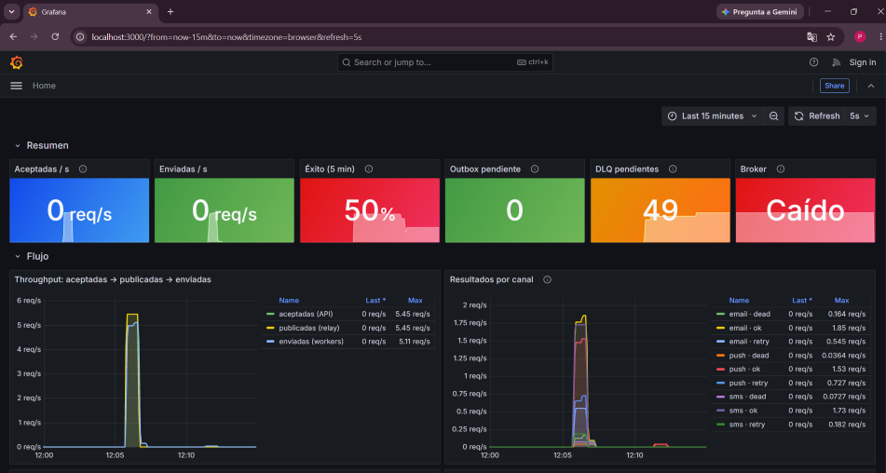 Grafana
Pregunta a Gemini
localhost:3000/?from=now-15m&to=now&timezone=browser&refresh=5s
P
Search or jump to...
ctrl+k
Sign in
Home
Share
Last 15 minutes
Refresh
5s
Resumen
Aceptadas / s
Enviadas / s
Éxito (5 min)
Outbox pendiente
DLQ pendientes
Broker
0 req/s
0 req/s
50%
0
49
Caído
Flujo
Throughput: aceptadas → publicadas → enviadas
6 req/s
5 req/s
4 req/s
3 req/s
2 req/s
1 req/s
0 req/s
12:00 12:05 12:10
Name Last * Max
aceptadas (API) 0 req/s 5.45 req/s
publicadas (relay) 0 req/s 5.45 req/s
enviadas (workers) 0 req/s 5.11 req/s
Resultados por canal
2 req/s
1.75 req/s
1.5 req/s
1.25 req/s
1 req/s
0.75 req/s
0.5 req/s
0.25 req/s
0 req/s
12:00 12:05 12:10
Name Last * Max
email · dead 0 req/s 0.164 req/s
email · ok 0 req/s 1.85 req/s
email · retry 0 req/s 0.545 req/s
push · dead 0 req/s 0.0364 req/s
push · ok 0 req/s 1.53 req/s
push · retry 0 req/s 0.727 req/s
sms · dead 0 req/s 0.0727 req/s
sms · ok 0 req/s 1.73 req/s
sms · retry 0 req/s 0.182 req/s